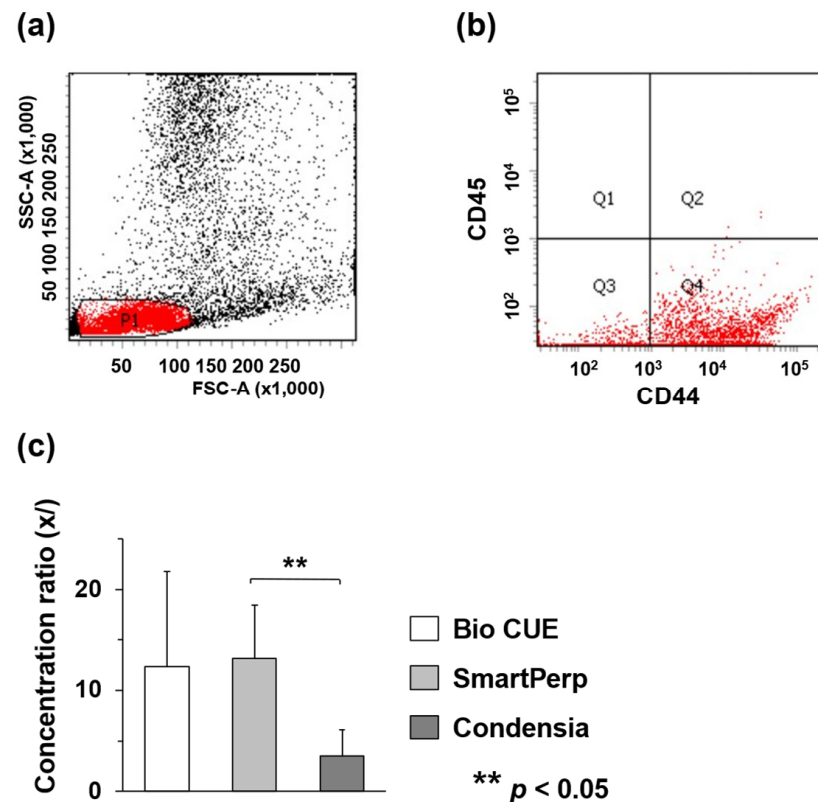 (a)
SSC-A (x1,000)
50 100 150 200 250
P1
50 100 150 200 250
FSC-A (x1,000)
(b)
CD45
10^5
10^4
10^3
10^2
Q1 Q2
Q3 Q4
10^2 10^3 10^4 10^5
CD44
(c)
Concentration ratio (x/)
20
10
0
**
Bio CUE
SmartPerp
Condensia
** p < 0.05